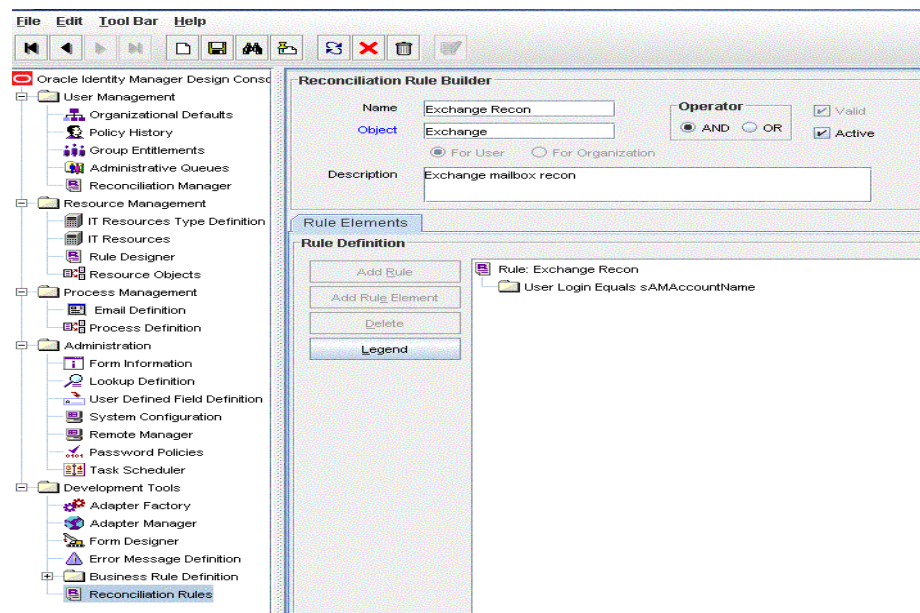 File Edit Tool Bar Help
Oracle Identity Manager Design Conso
User Management
Organizational Defaults
Policy History
Group Entitlements
Administrative Queues
Reconciliation Manager
Resource Management
IT Resources Type Definition
IT Resources
Rule Designer
Resource Objects
Process Management
Email Definition
Process Definition
Administration
Form Information
Lookup Definition
User Defined Field Definition
System Configuration
Remote Manager
Password Policies
Task Scheduler
Development Tools
Adapter Factory
Adapter Manager
Form Designer
Error Message Definition
Business Rule Definition
Reconciliation Rules
Reconciliation Rule Builder
Name Exchange Recon
Operator
Valid
Object Exchange
AND OR
Active
For User For Organization
Description Exchange mailbox recon
Rule Elements
Rule Definition
Add Rule
Add Rule Element
Delete
Legend
Rule: Exchange Recon
User Login Equals sAMAccountName